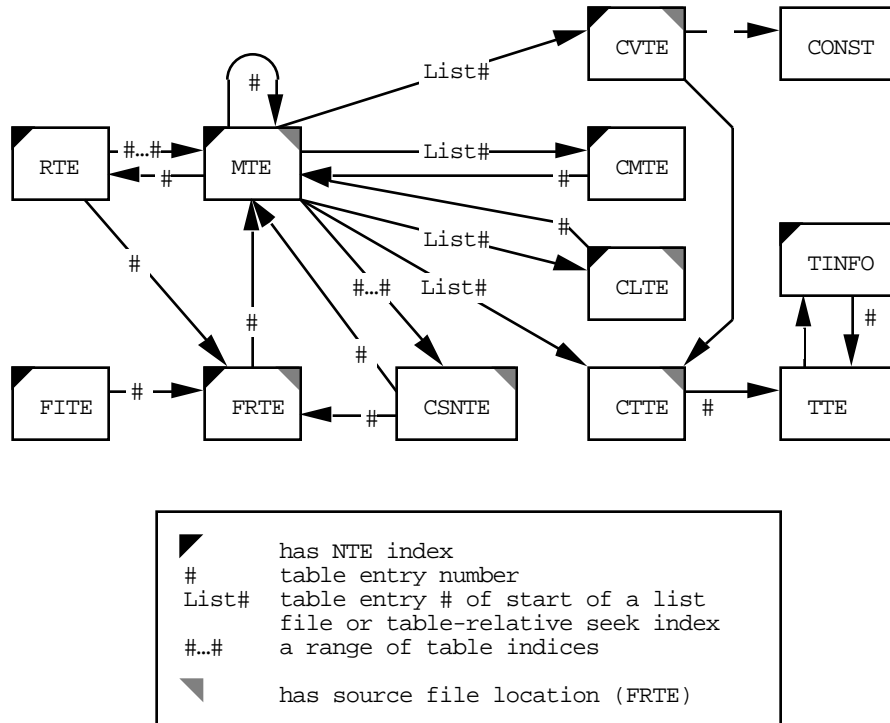 CVTE
CONST
List#
#
RTE
#…#
#
MTE
List#
#
CMTE
#
List#
CLTE
TINFO
#
#…#
List#
#
#
#
FITE
#
FRTE
#
CSNTE
CTTE
#
TTE
has NTE index
# table entry number
List# table entry # of start of a list
file or table-relative seek index
#…# a range of table indices
has source file location (FRTE)